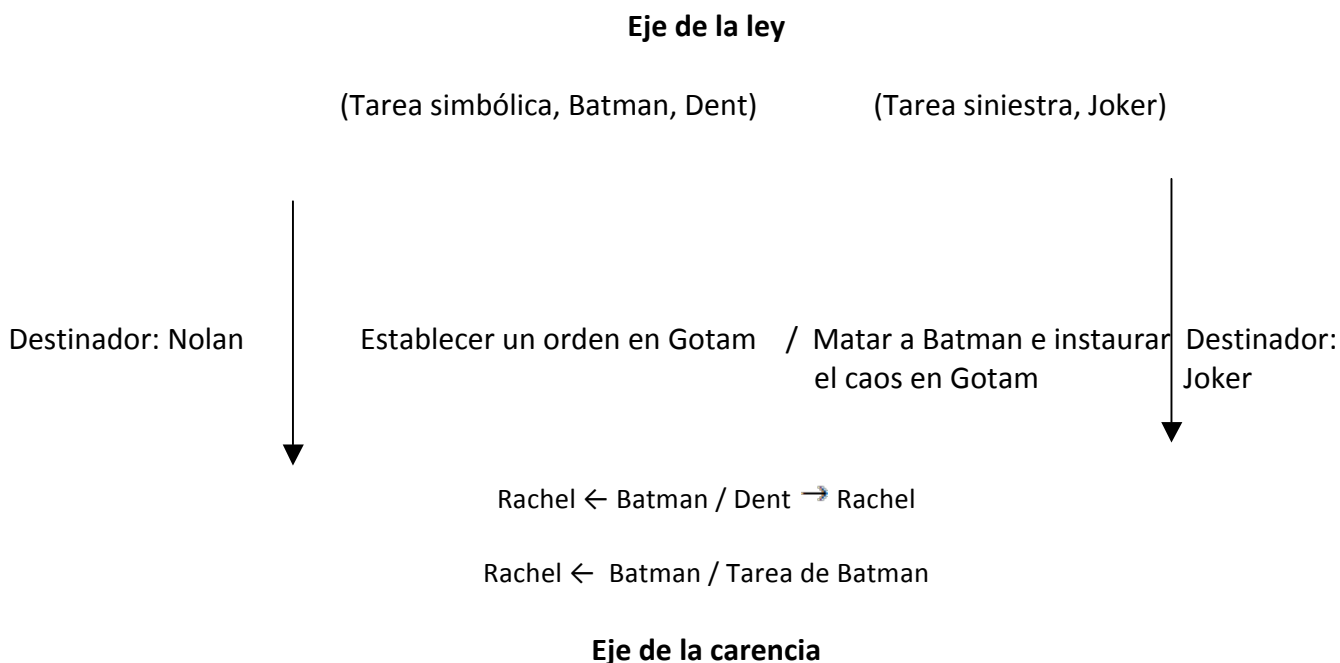 Eje de la ley
(Tarea simbólica, Batman, Dent) (Tarea siniestra, Joker)
Destinador: Nolan Establecer un orden en Gotam / Matar a Batman e instaurar Destinador:
el caos en Gotam Joker
Rachel ← Batman / Dent → Rachel
Rachel ← Batman / Tarea de Batman
Eje de la carencia